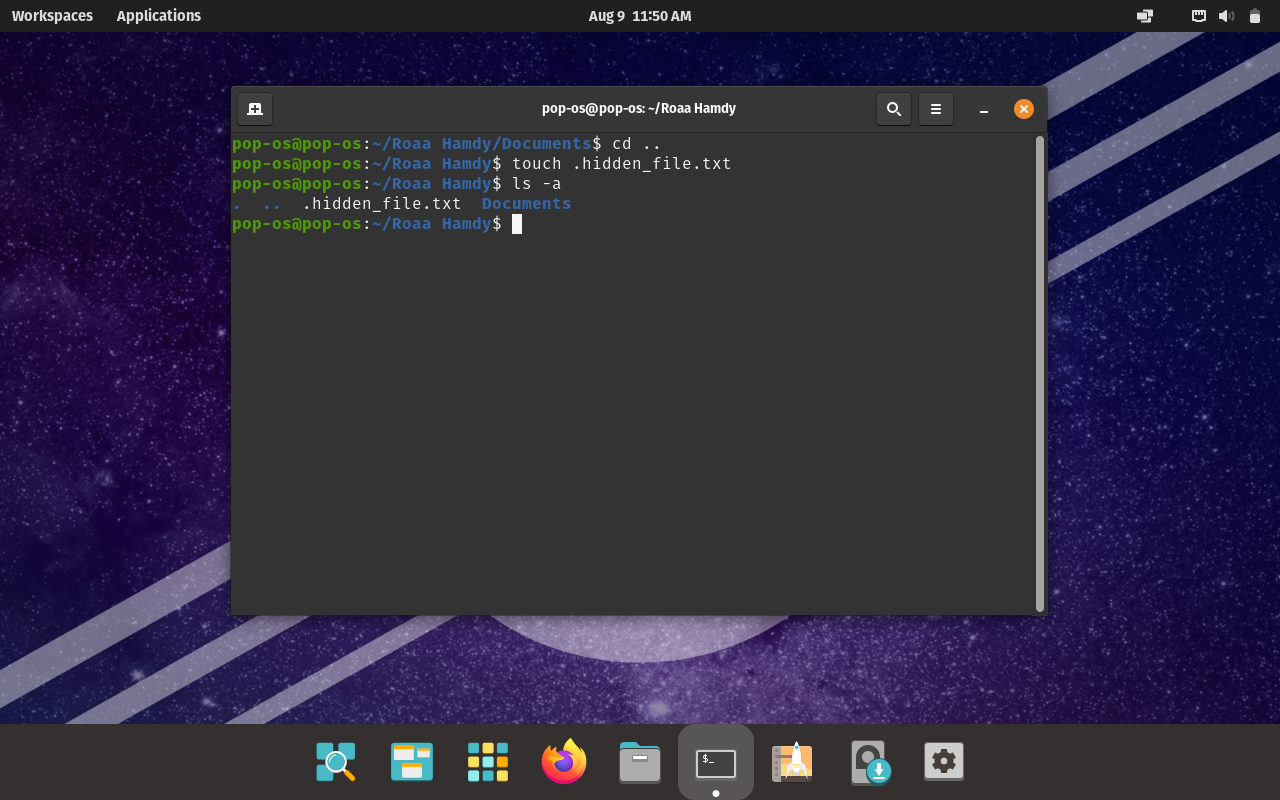 Workspaces Applications Aug 9 11:50 AM
pop-os@pop-os: ~/Roaa Hamdy
pop-os@pop-os:~/Roaa Hamdy/Documents$ cd ..
pop-os@pop-os:~/Roaa Hamdy$ touch .hidden_file.txt
pop-os@pop-os:~/Roaa Hamdy$ ls -a
.  ..  .hidden_file.txt  Documents
pop-os@pop-os:~/Roaa Hamdy$
$_